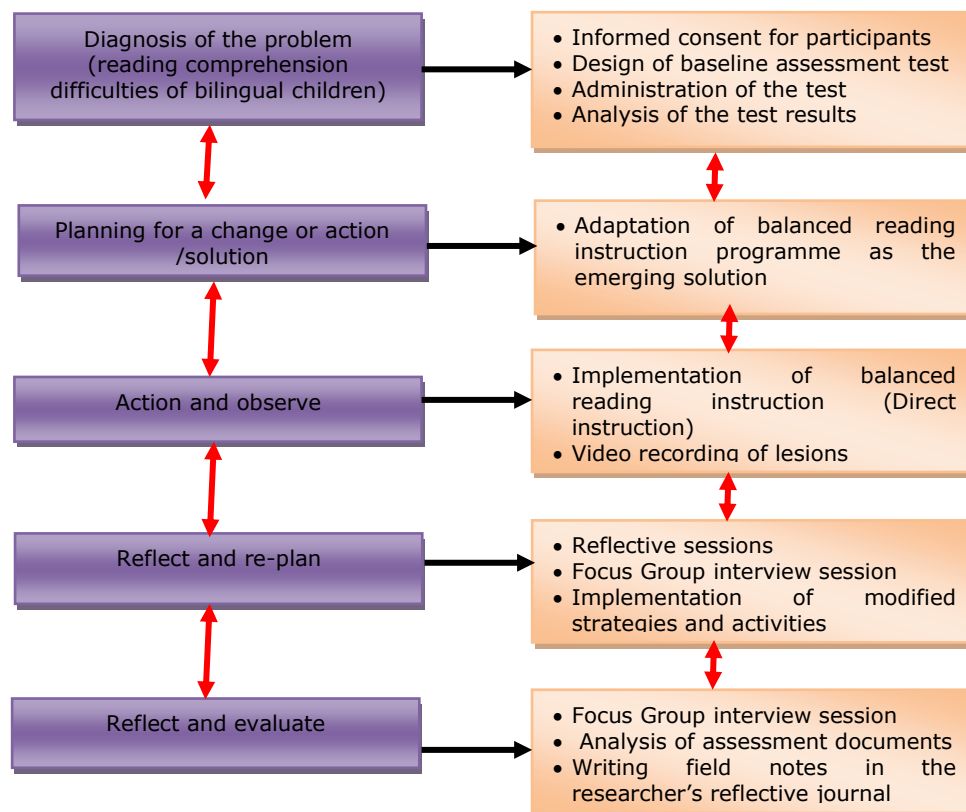 Diagnosis of the problem
(reading comprehension
difficulties of bilingual children)
• Informed consent for participants
• Design of baseline assessment test
• Administration of the test
• Analysis of the test results
Planning for a change or action
/solution
• Adaptation of balanced reading
instruction programme as the
emerging solution
Action and observe
• Implementation of balanced
reading instruction (Direct
instruction)
• Video recording of lesions
Reflect and re-plan
• Reflective sessions
• Focus Group interview session
• Implementation of modified
strategies and activities
Reflect and evaluate
• Focus Group interview session
• Analysis of assessment documents
• Writing field notes in the
researcher’s reflective journal